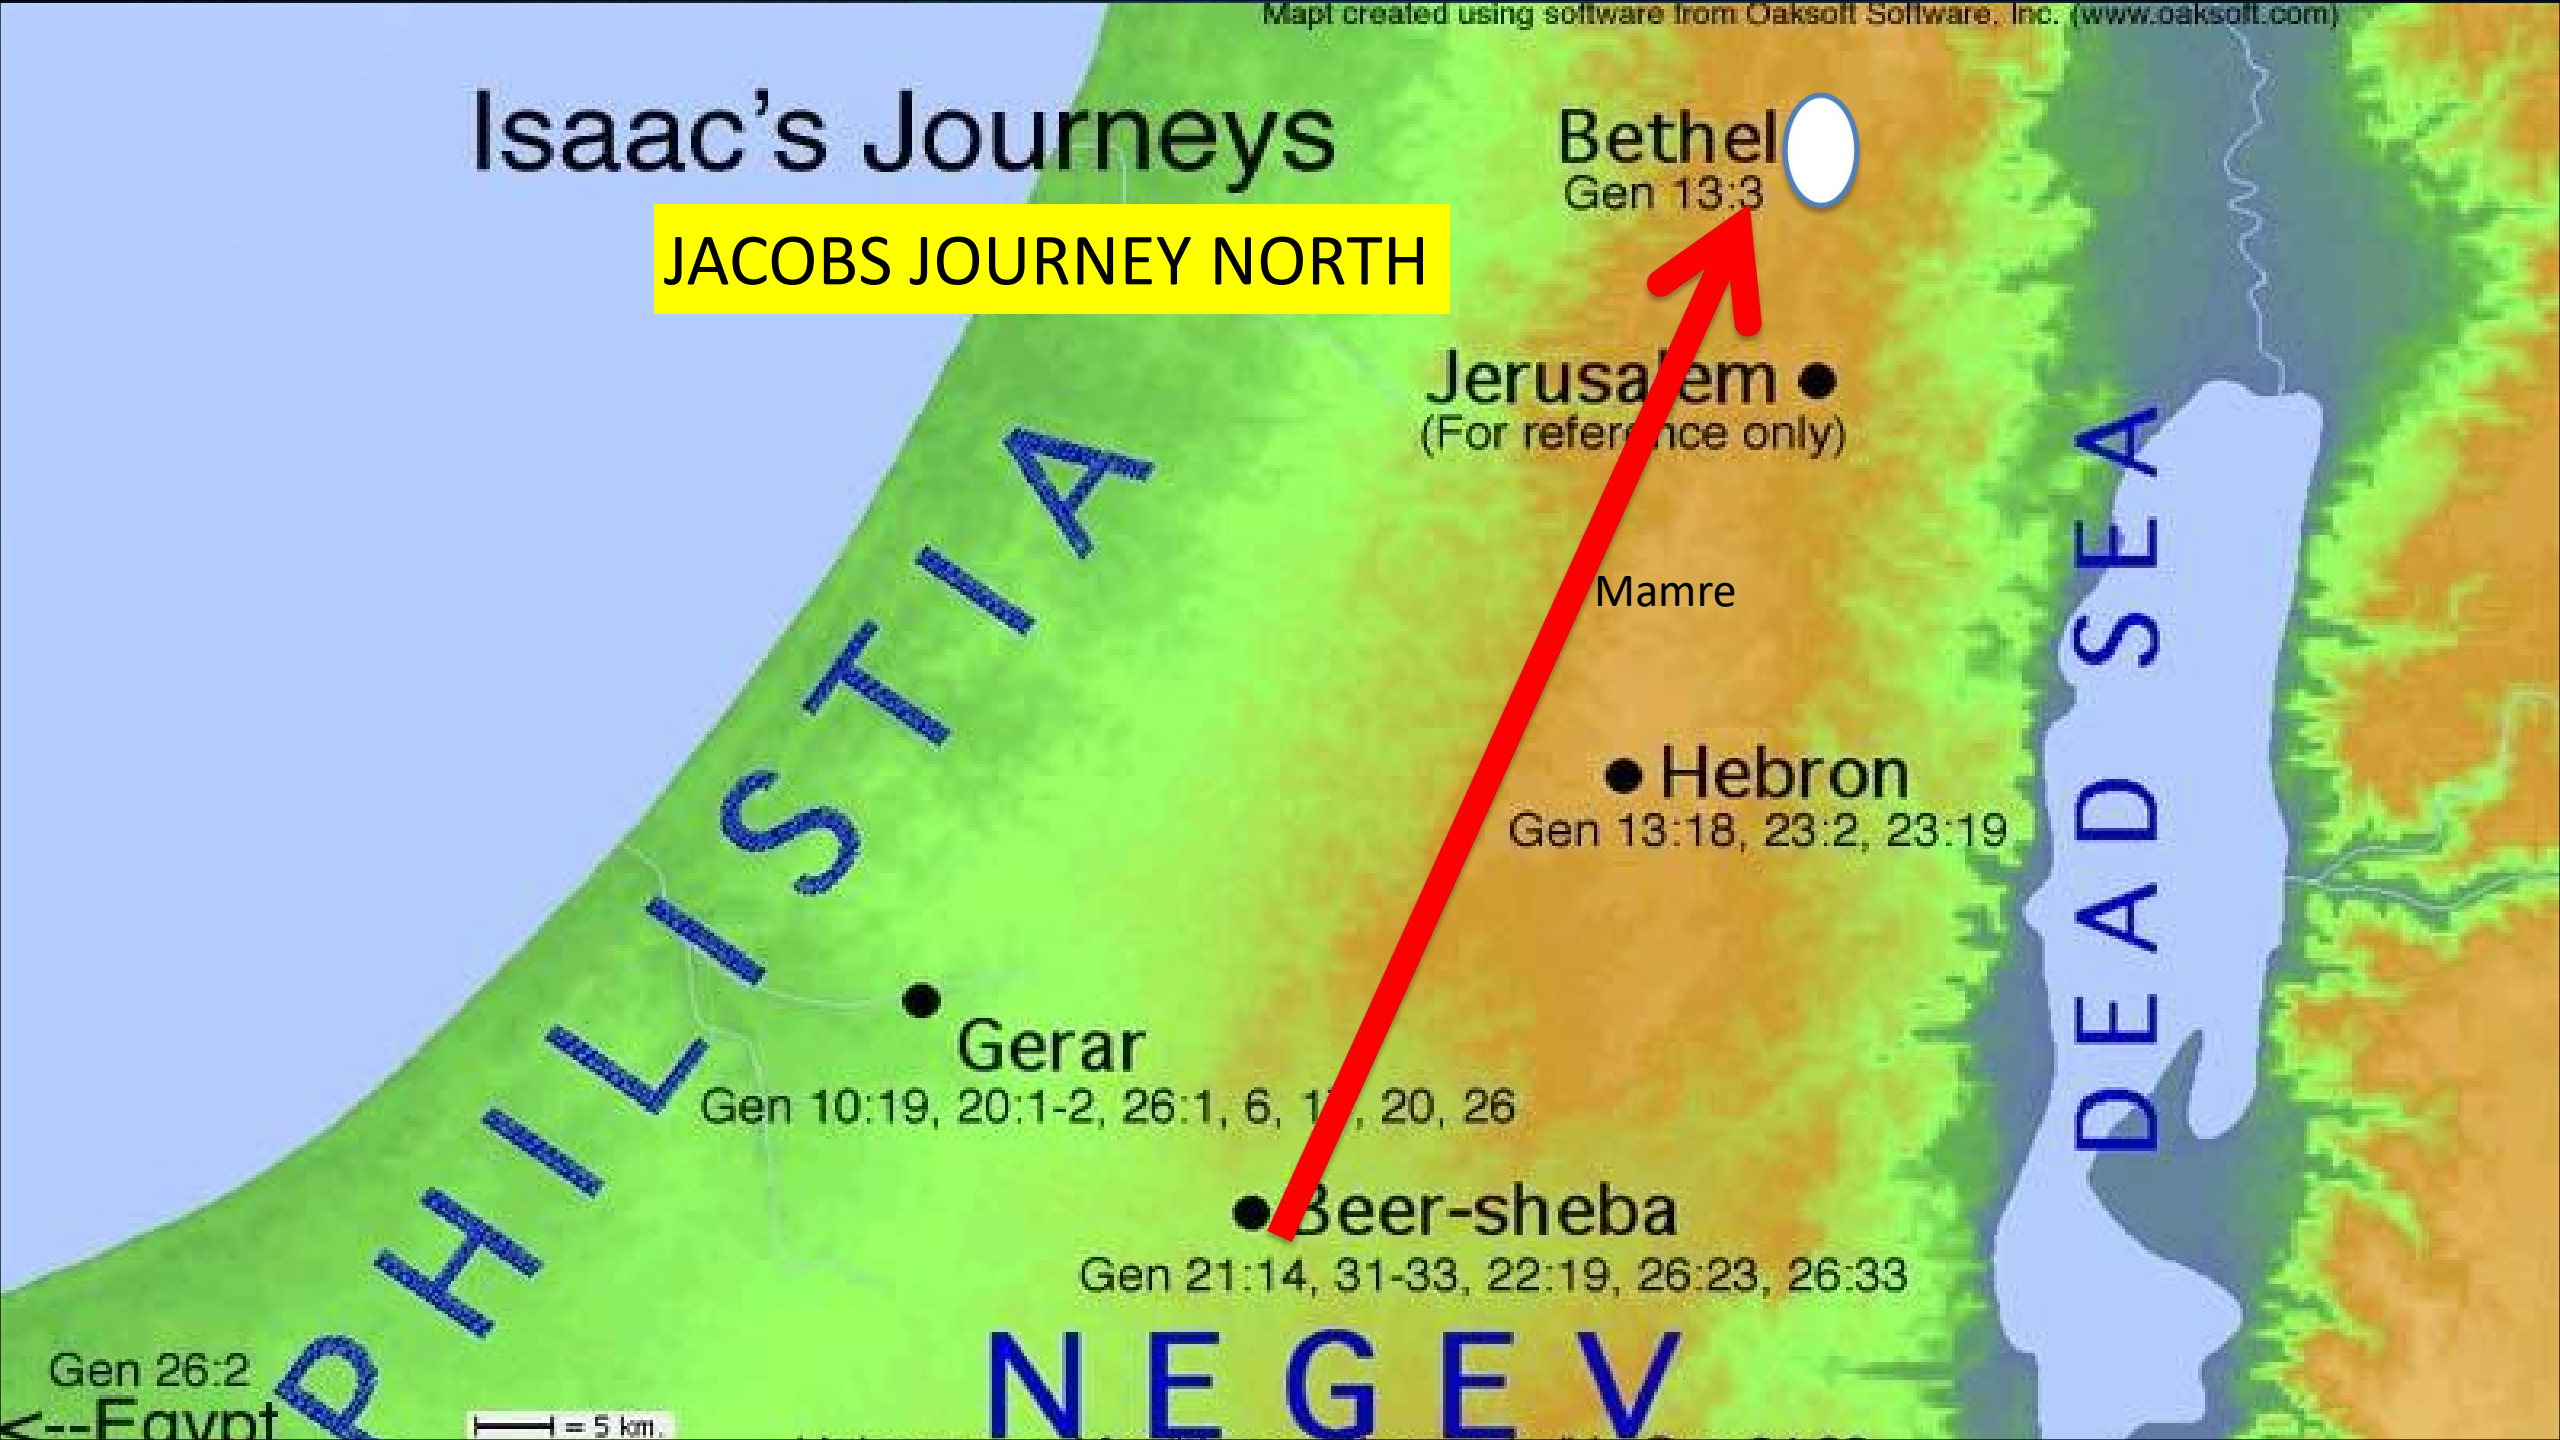 Mapt created using software from Oaksoft Software, Inc. (www.oaksoft.com)
Isaac's Journeys
Bethel
Gen 13:3
JACOBS JOURNEY NORTH
Jerusalem
(For reference only)
Mamre
Hebron
Gen 13:18, 23:2, 23:19
PHILISTIA
DEAD SEA
Gerar
Gen 10:19, 20:1-2, 26:1, 6, 17, 20, 26
Beer-sheba
Gen 21:14, 31-33, 22:19, 26:23, 26:33
NEGEV
Gen 26:2
<--Egypt
= 5 km.